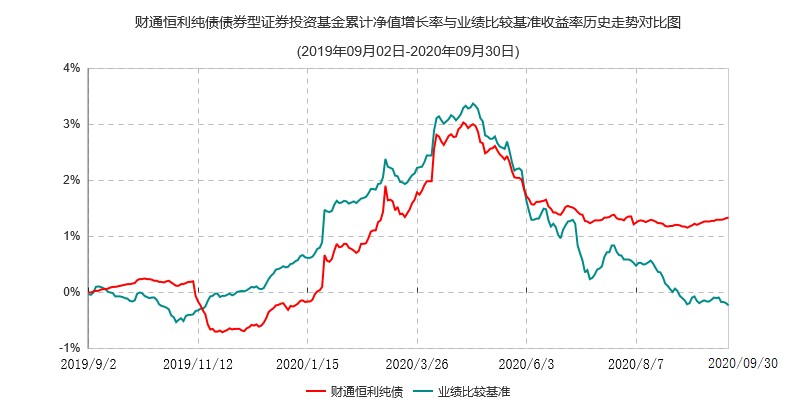 财通恒利纯债债券型证券投资基金累计净值增长率与业绩比较基准收益率历史走势对比图
(2019年09月02日-2020年09月30日)
4%
3%
2%
1%
0%
-1%
2019/9/2 2019/11/12 2020/1/15 2020/3/26 2020/6/3 2020/8/7 2020/09/30
财通恒利纯债 业绩比较基准